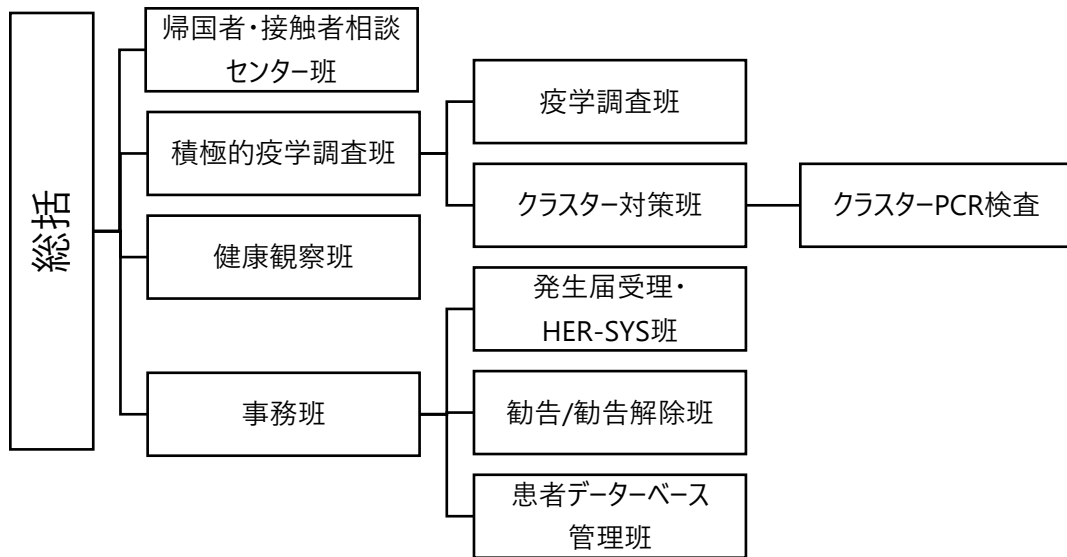 総括
帰国者・接触者相談
センター班
積極的疫学調査班
健康観察班
事務班
疫学調査班
クラスター対策班
クラスターPCR検査
発生届受理・
HER-SYS班
勧告/勧告解除班
患者データーベース
管理班